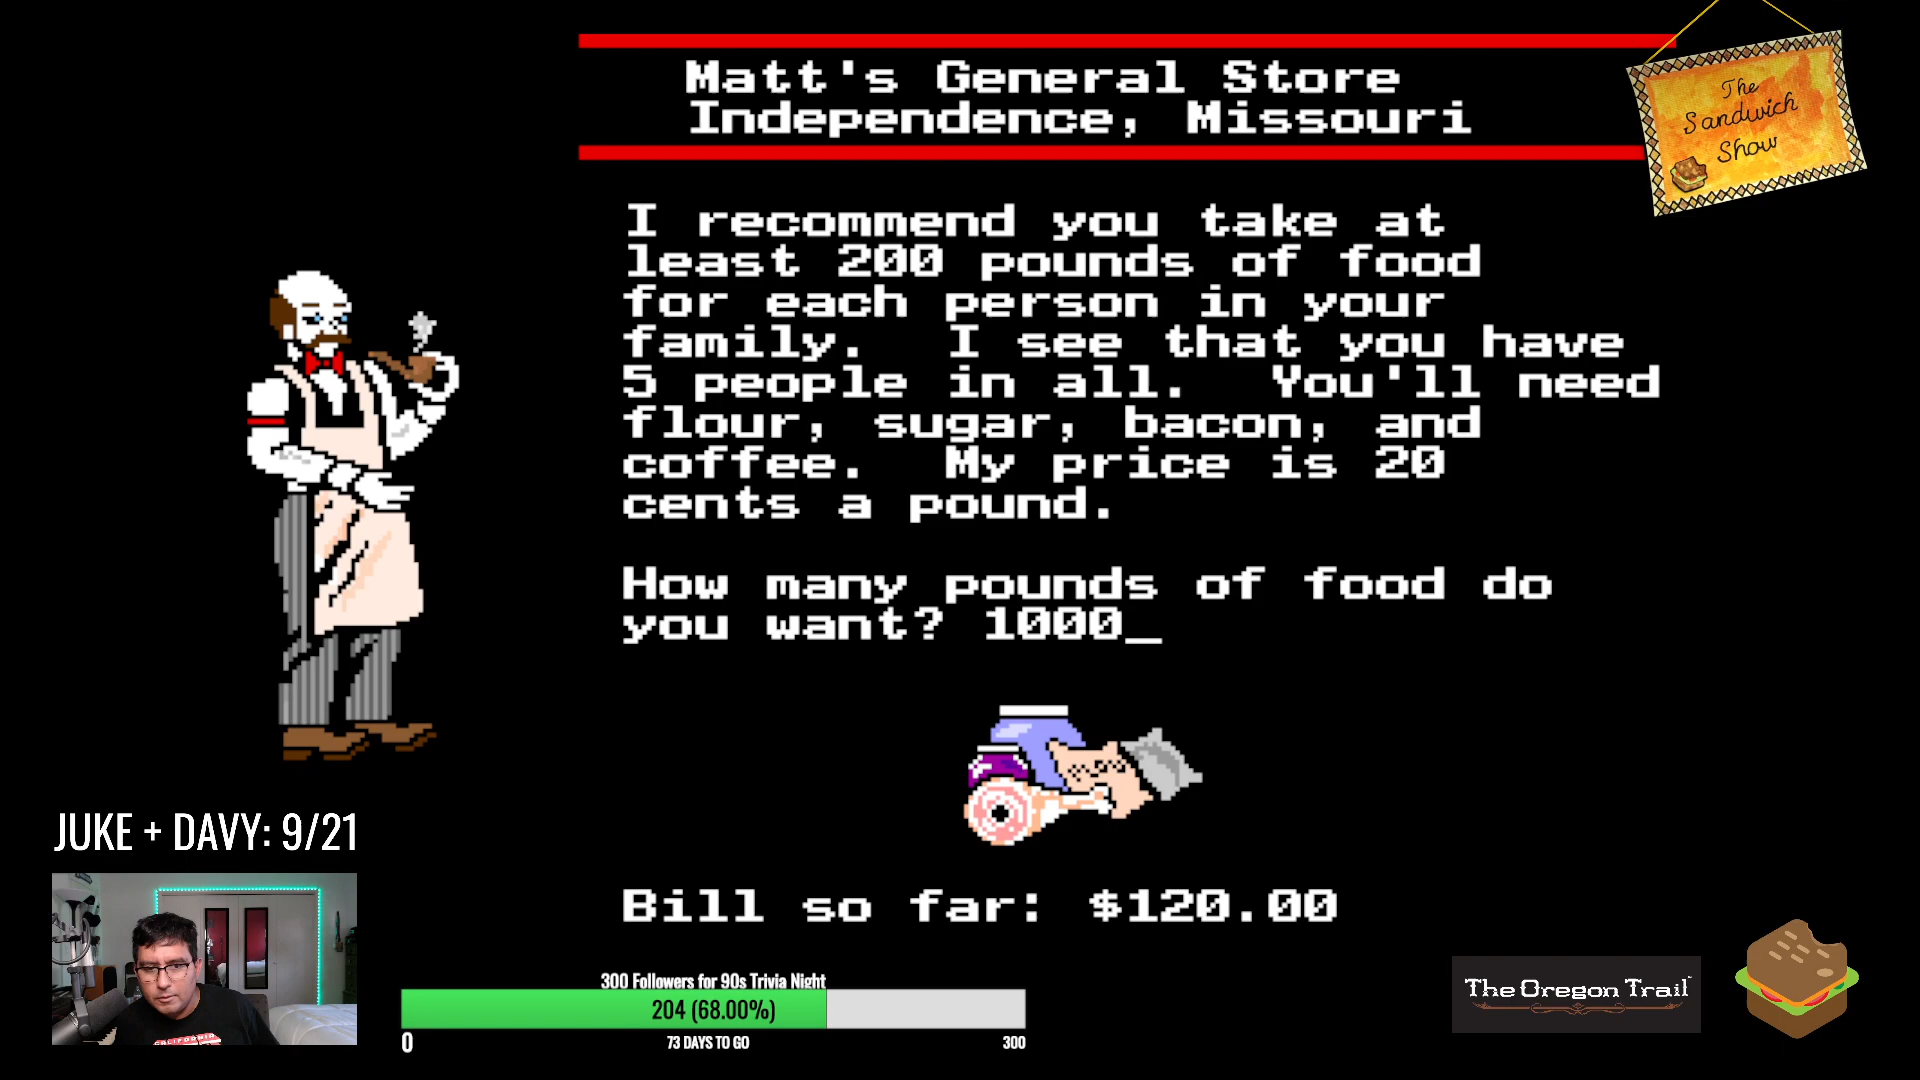 Matt's General Store
Independence, Missouri
The
Sandwich
Show
I recommend you take at
least 200 pounds of food
for each person in your
family.  I see that you have
5 people in all.  You'll need
flour, sugar, bacon, and
coffee.  My price is 20
cents a pound.
How many pounds of food do
you want? 1000_
Bill so far: $120.00
JUKE + DAVY: 9/21
CALIFORNIA
300 Followers for 90s Trivia Night
204 (68.00%)
0
73 DAYS TO GO
300
The Oregon Trail™